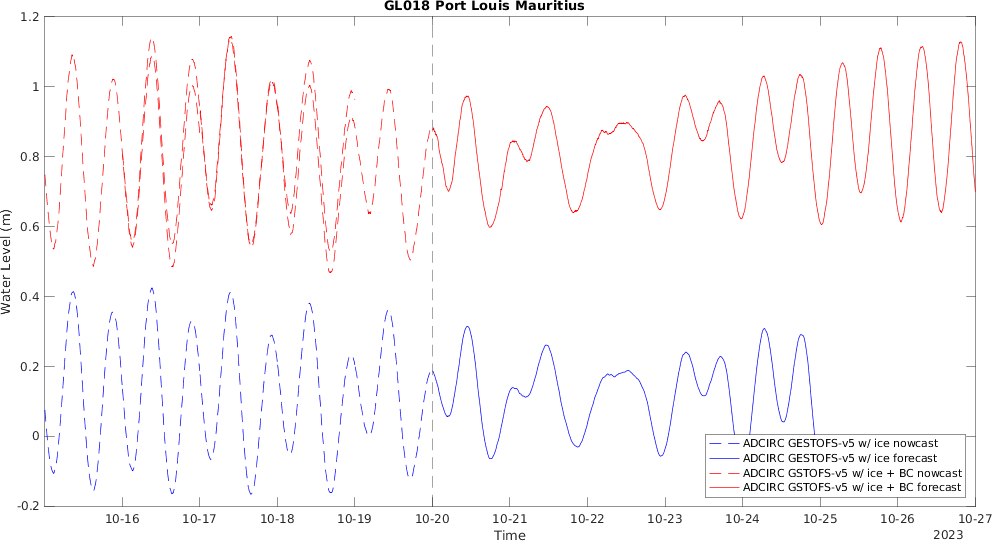 GL018 Port Louis Mauritius
1.2
1
0.8
0.6
0.4
0.2
0
-0.2
Water Level (m)
ADCIRC GESTOFS-v5 w/ ice nowcast
ADCIRC GESTOFS-v5 w/ ice forecast
ADCIRC GSTOFS-v5 w/ ice + BC nowcast
ADCIRC GSTOFS-v5 w/ ice + BC forecast
10-16 10-17 10-18 10-19 10-20 10-21 10-22 10-23 10-24 10-25 10-26 10-27
Time
2023